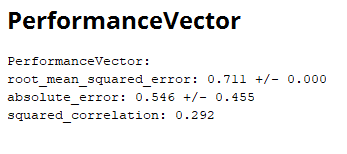 PerformanceVector
PerformanceVector:
root_mean_squared_error: 0.711 +/- 0.000
absolute_error: 0.546 +/- 0.455
squared_correlation: 0.292